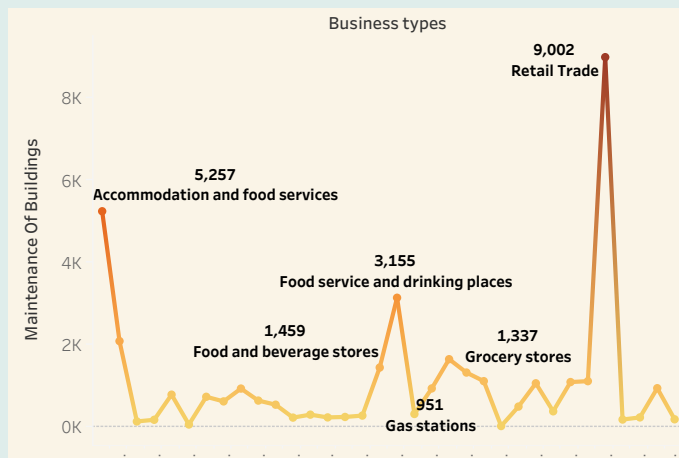 Business types
9,002
Retail Trade
8K
5,257
Accommodation and food services
6K
Maintenance Of Buildings
4K
3,155
Food service and drinking places
1,459
Food and beverage stores
1,337
Grocery stores
2K
951
Gas stations
0K